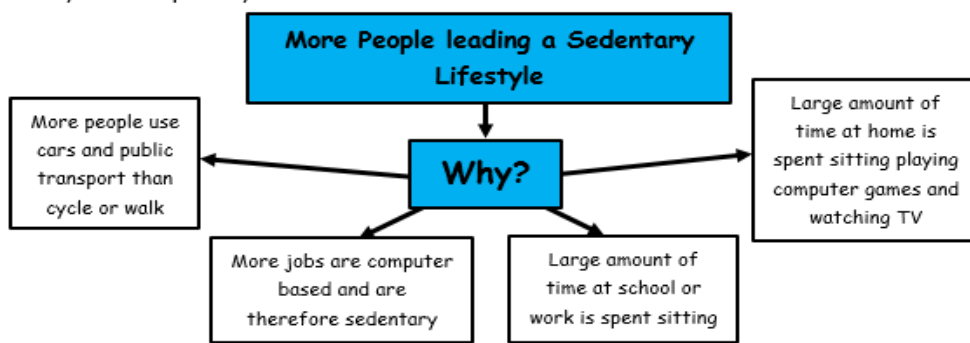 More People leading a Sedentary
Lifestyle
Why?
More people use
cars and public
transport than
cycle or walk
More jobs are computer
based and are
therefore sedentary
Large amount of
time at school or
work is spent sitting
Large amount of
time at home is
spent sitting playing
computer games and
watching TV